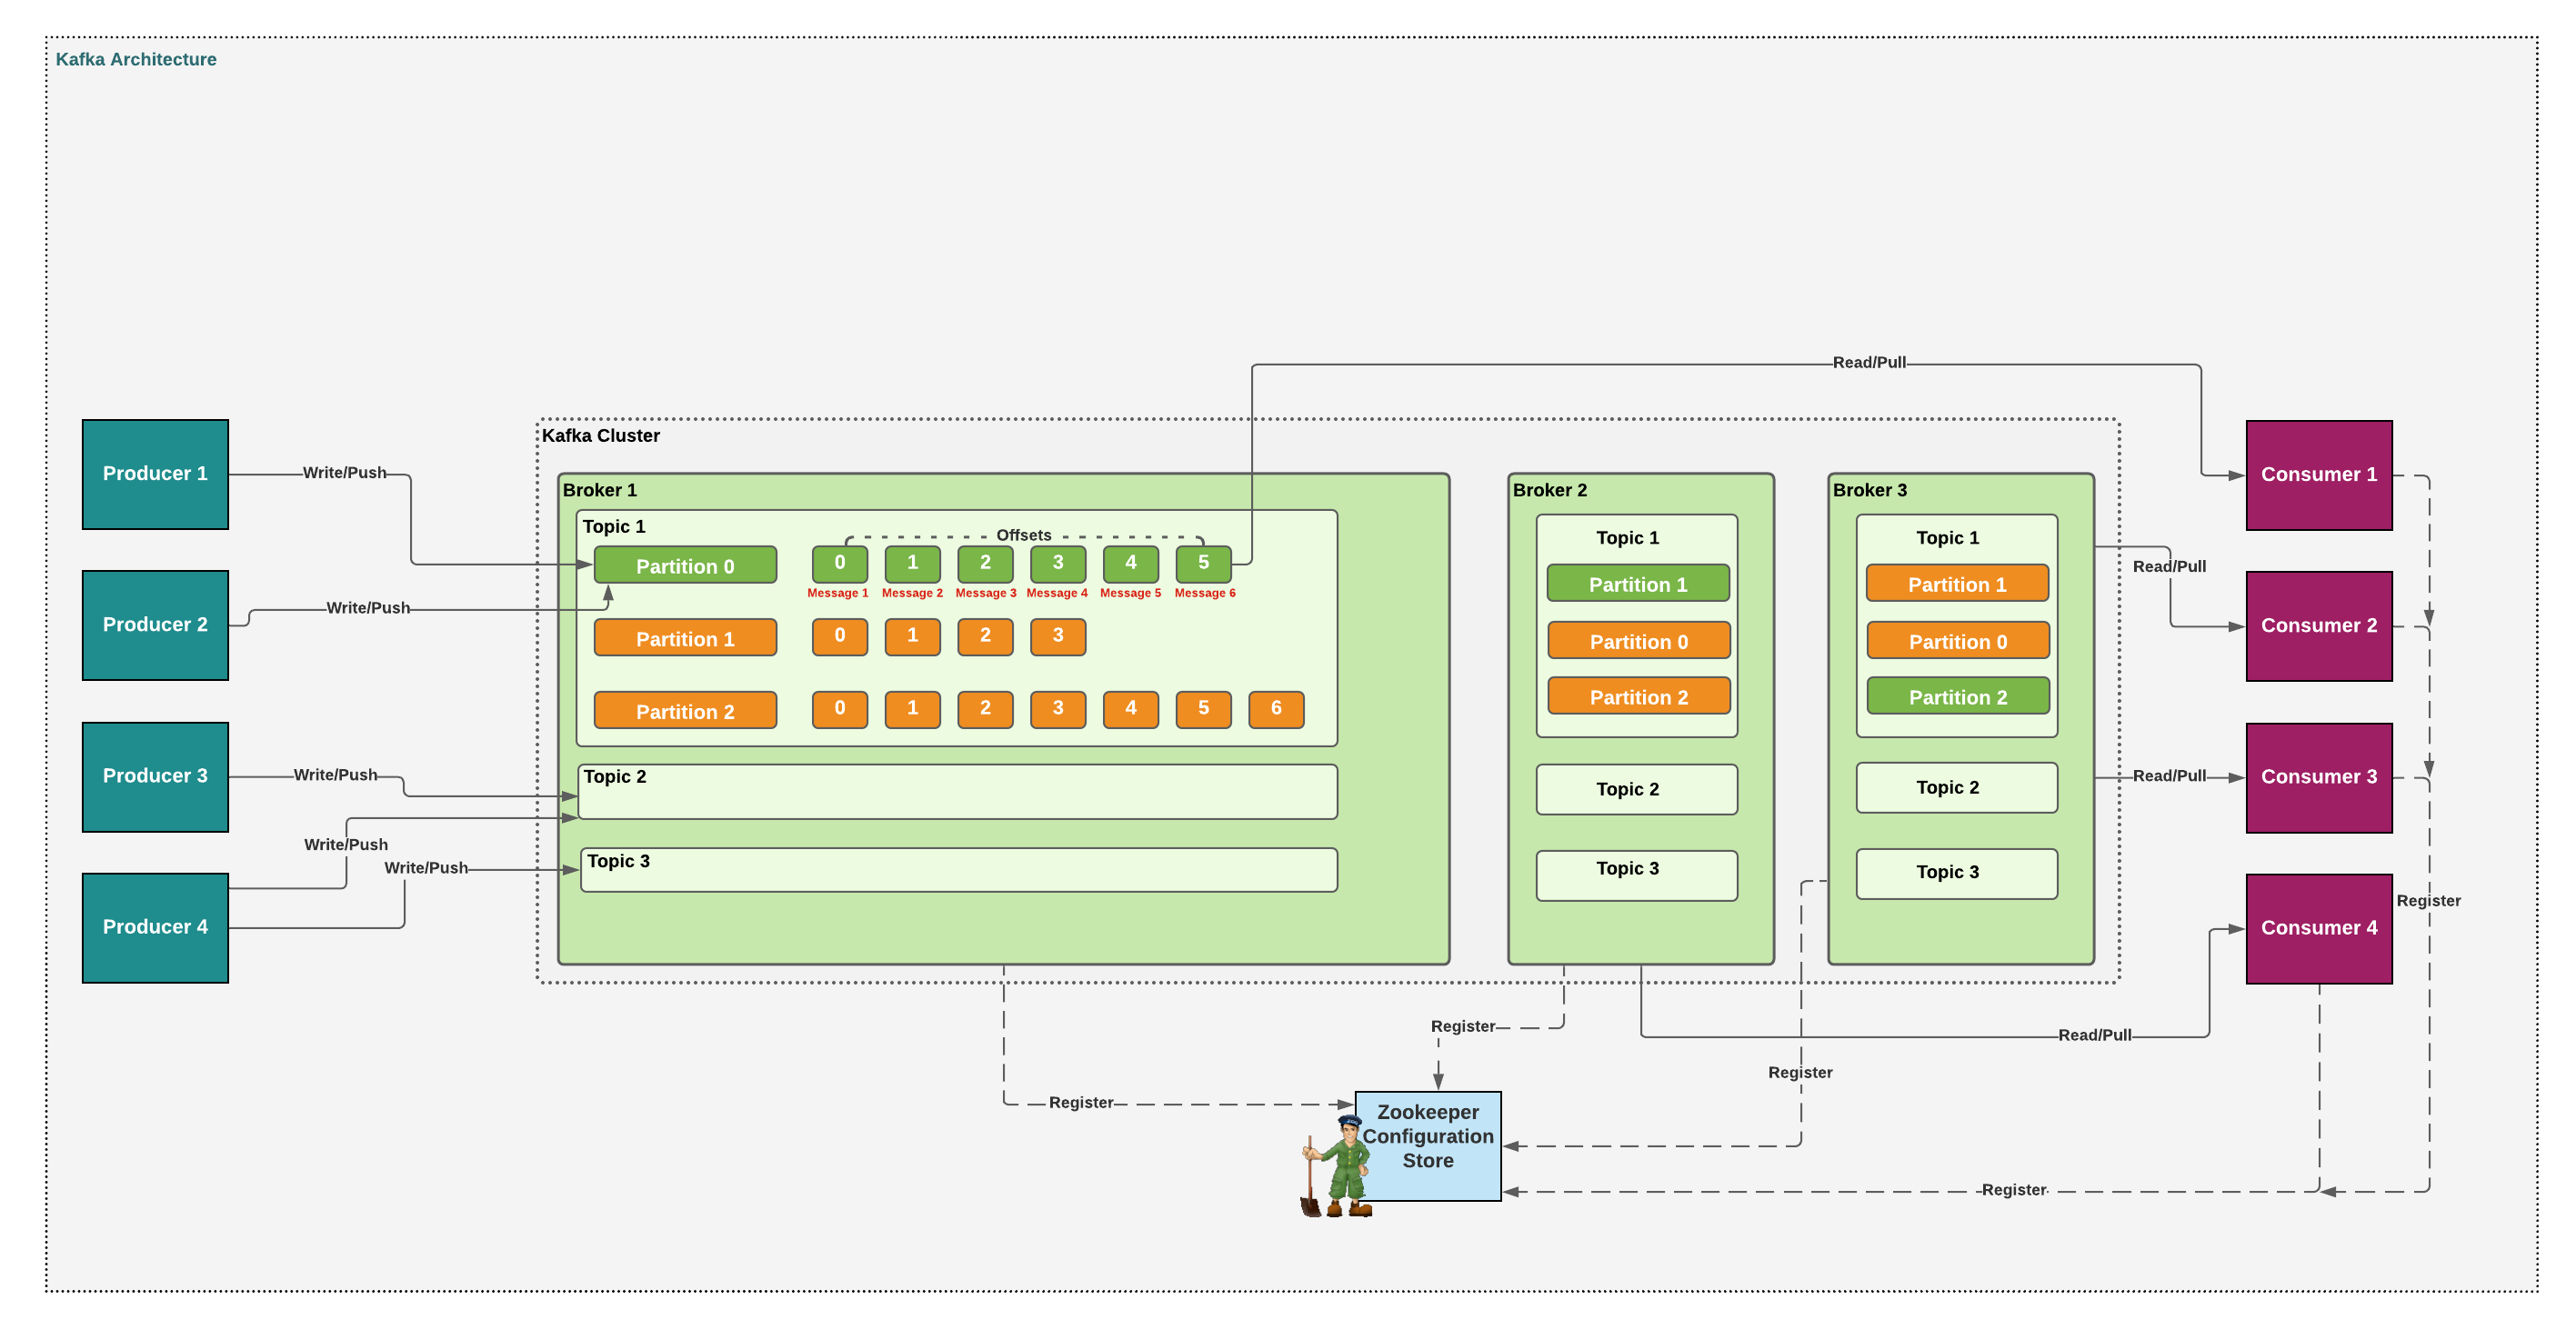 Kafka Architecture
Read/Pull
Kafka Cluster
Producer 1
Write/Push
Producer 2
Write/Push
Producer 3
Write/Push
Write/Push
Producer 4
Write/Push
Broker 1
Topic 1
Offsets
Partition 0
0
1
2
3
4
5
Message 1
Message 2
Message 3
Message 4
Message 5
Message 6
Partition 1
0
1
2
3
Partition 2
0
1
2
3
4
5
6
Topic 2
Topic 3
Broker 2
Topic 1
Partition 1
Partition 0
Partition 2
Topic 2
Topic 3
Broker 3
Topic 1
Partition 1
Partition 0
Partition 2
Topic 2
Topic 3
Consumer 1
Read/Pull
Consumer 2
Read/Pull
Consumer 3
Register
Consumer 4
Register
Read/Pull
Register
Register
Zookeeper
Configuration
Store
Register